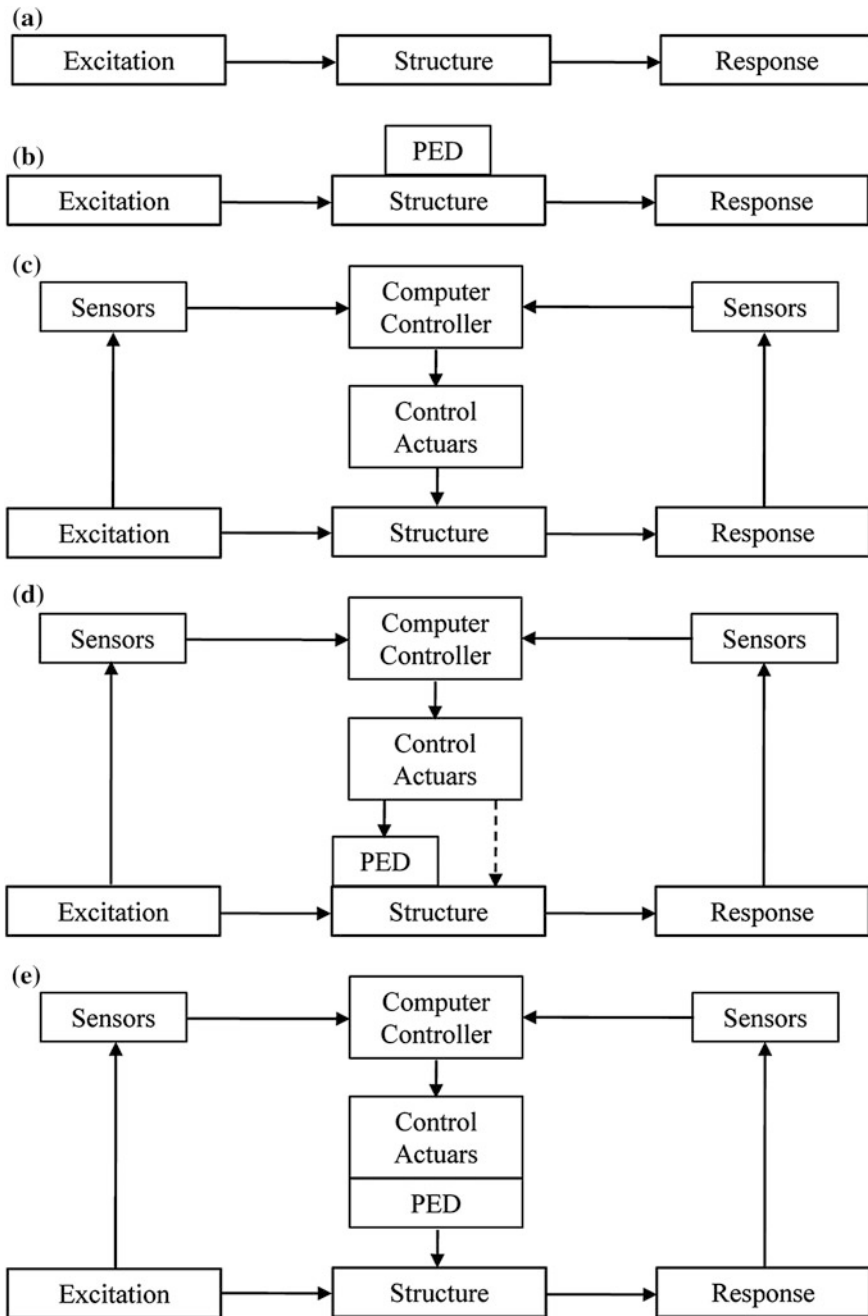 (a)
Excitation
Structure
Response
(b)
PED
Excitation
Structure
Response
(c)
Sensors
Computer
Controller
Sensors
Control
Actuars
Excitation
Structure
Response
(d)
Sensors
Computer
Controller
Sensors
Control
Actuars
PED
Excitation
Structure
Response
(e)
Sensors
Computer
Controller
Sensors
Control
Actuars
PED
Excitation
Structure
Response